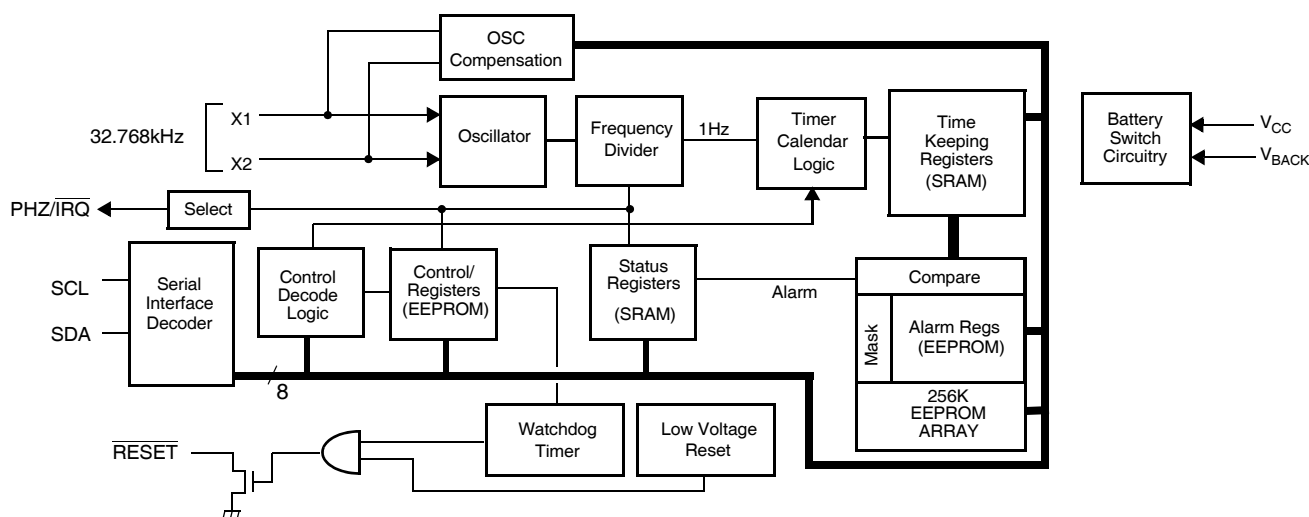 OSC
Compensation
32.768kHz
X1
X2
Oscillator
Frequency
Divider
1Hz
Timer
Calendar
Logic
Time
Keeping
Registers
(SRAM)
Battery
Switch
Circuitry
VCC
VBACK
PHZ/IRQ
Select
SCL
SDA
Serial
Interface
Decoder
Control
Decode
Logic
Control/
Registers
(EEPROM)
Status
Registers
(SRAM)
Alarm
Compare
Mask
Alarm Regs
(EEPROM)
256K
EEPROM
ARRAY
8
Watchdog
Timer
Low Voltage
Reset
RESET